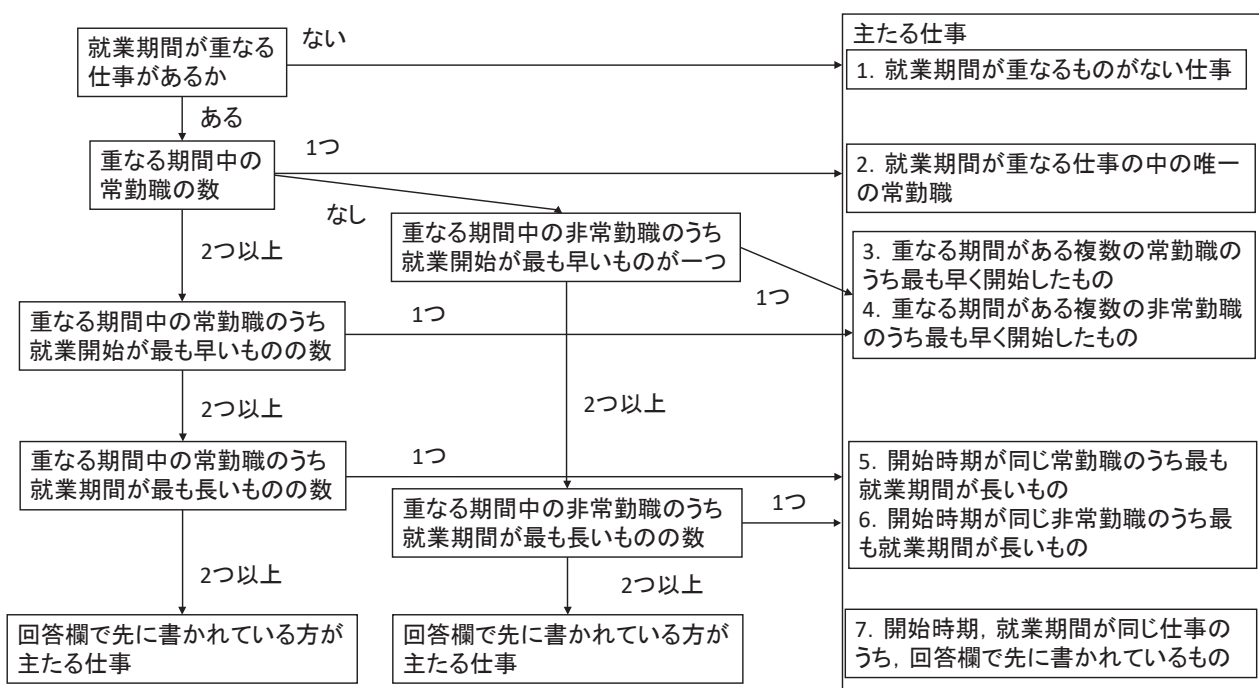 就業期間が重なる
仕事があるか
ない
ある
重なる期間中の
常勤職の数
1つ
なし
2つ以上
重なる期間中の非常勤職のうち
就業開始が最も早いものが一つ
1つ
2つ以上
重なる期間中の常勤職のうち
就業開始が最も早いものの数
1つ
2つ以上
重なる期間中の常勤職のうち
就業期間が最も長いものの数
1つ
2つ以上
重なる期間中の非常勤職のうち
就業期間が最も長いものの数
1つ
2つ以上
回答欄で先に書かれている方が
主たる仕事
回答欄で先に書かれている方が
主たる仕事
主たる仕事
1. 就業期間が重なるものがない仕事
2. 就業期間が重なる仕事の中の唯一
の常勤職
3. 重なる期間がある複数の常勤職の
うち最も早く開始したもの
4. 重なる期間がある複数の非常勤職
のうち最も早く開始したもの
5. 開始時期が同じ常勤職のうち最も
就業期間が長いもの
6. 開始時期が同じ非常勤職のうち最
も就業期間が長いもの
7. 開始時期，就業期間が同じ仕事の
うち，回答欄で先に書かれているもの